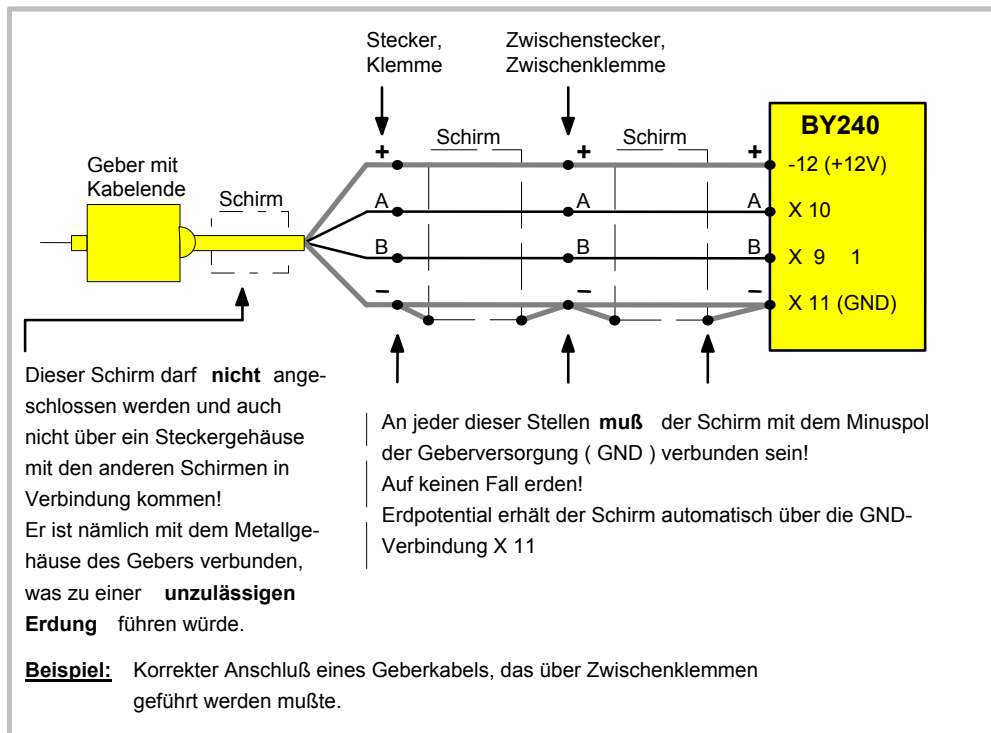 Stecker,
Klemme
Zwischenstecker,
Zwischenklemme
BY240
Schirm
Schirm
+
+
+
-12 (+12V)
Geber mit
Kabelende
Schirm
A
A
A
X 10
B
B
B
X 9 1
–
–
–
X 11 (GND)
Dieser Schirm darf nicht ange-
schlossen werden und auch
nicht über ein Steckergehäuse
mit den anderen Schirmen in
Verbindung kommen!
Er ist nämlich mit dem Metallge-
häuse des Gebers verbunden,
was zu einer unzulässigen
Erdung führen würde.
An jeder dieser Stellen muß der Schirm mit dem Minuspol
der Geberversorgung ( GND ) verbunden sein!
Auf keinen Fall erden!
Erdpotential erhält der Schirm automatisch über die GND-
Verbindung X 11
Beispiel: Korrekter Anschluß eines Geberkabels, das über Zwischenklemmen
geführt werden mußte.